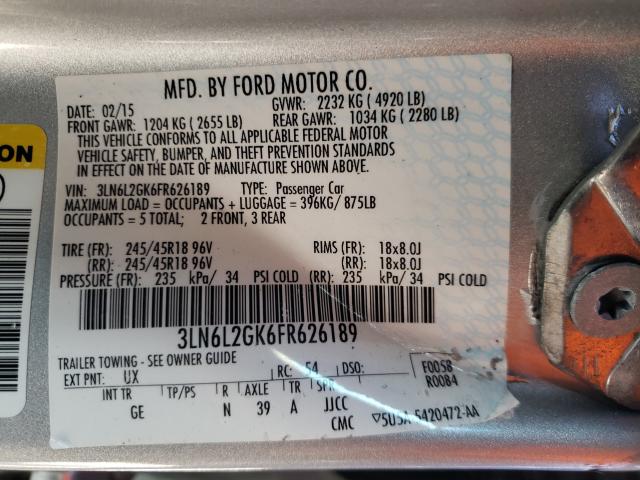 MFD. BY FORD MOTOR CO.
DATE: 02/15 GVWR: 2232 KG ( 4920 LB)
FRONT GAWR: 1204 KG ( 2655 LB) REAR GAWR: 1034 KG ( 2280 LB)
THIS VEHICLE CONFORMS TO ALL APPLICABLE FEDERAL MOTOR
VEHICLE SAFETY, BUMPER, AND THEFT PREVENTION STANDARDS
IN EFFECT ON THE DATE OF MANUFACTURE SHOWN ABOVE.
VIN: 3LN6L2GK6FR626189 TYPE: Passenger Car
MAXIMUM LOAD = OCCUPANTS + LUGGAGE = 396KG/ 875LB
OCCUPANTS = 5 TOTAL; 2 FRONT, 3 REAR
TIRE (FR): 245/45R18 96V RIMS (FR): 18x8.0J
(RR): 245/45R18 96V (RR): 18x8.0J
PRESSURE (FR): 235 kPa/ 34 PSI COLD (RR): 235 kPa/ 34 PSI COLD
3LN6L2GK6FR626189
TRAILER TOWING - SEE OWNER GUIDE
EXT PNT: UX RC: 54 DSO: F0058
R0084
INT TR TP/PS R AXLE TR SPR
GE N 39 A JJCC
CMC 5U5A-5420472-AA
ON